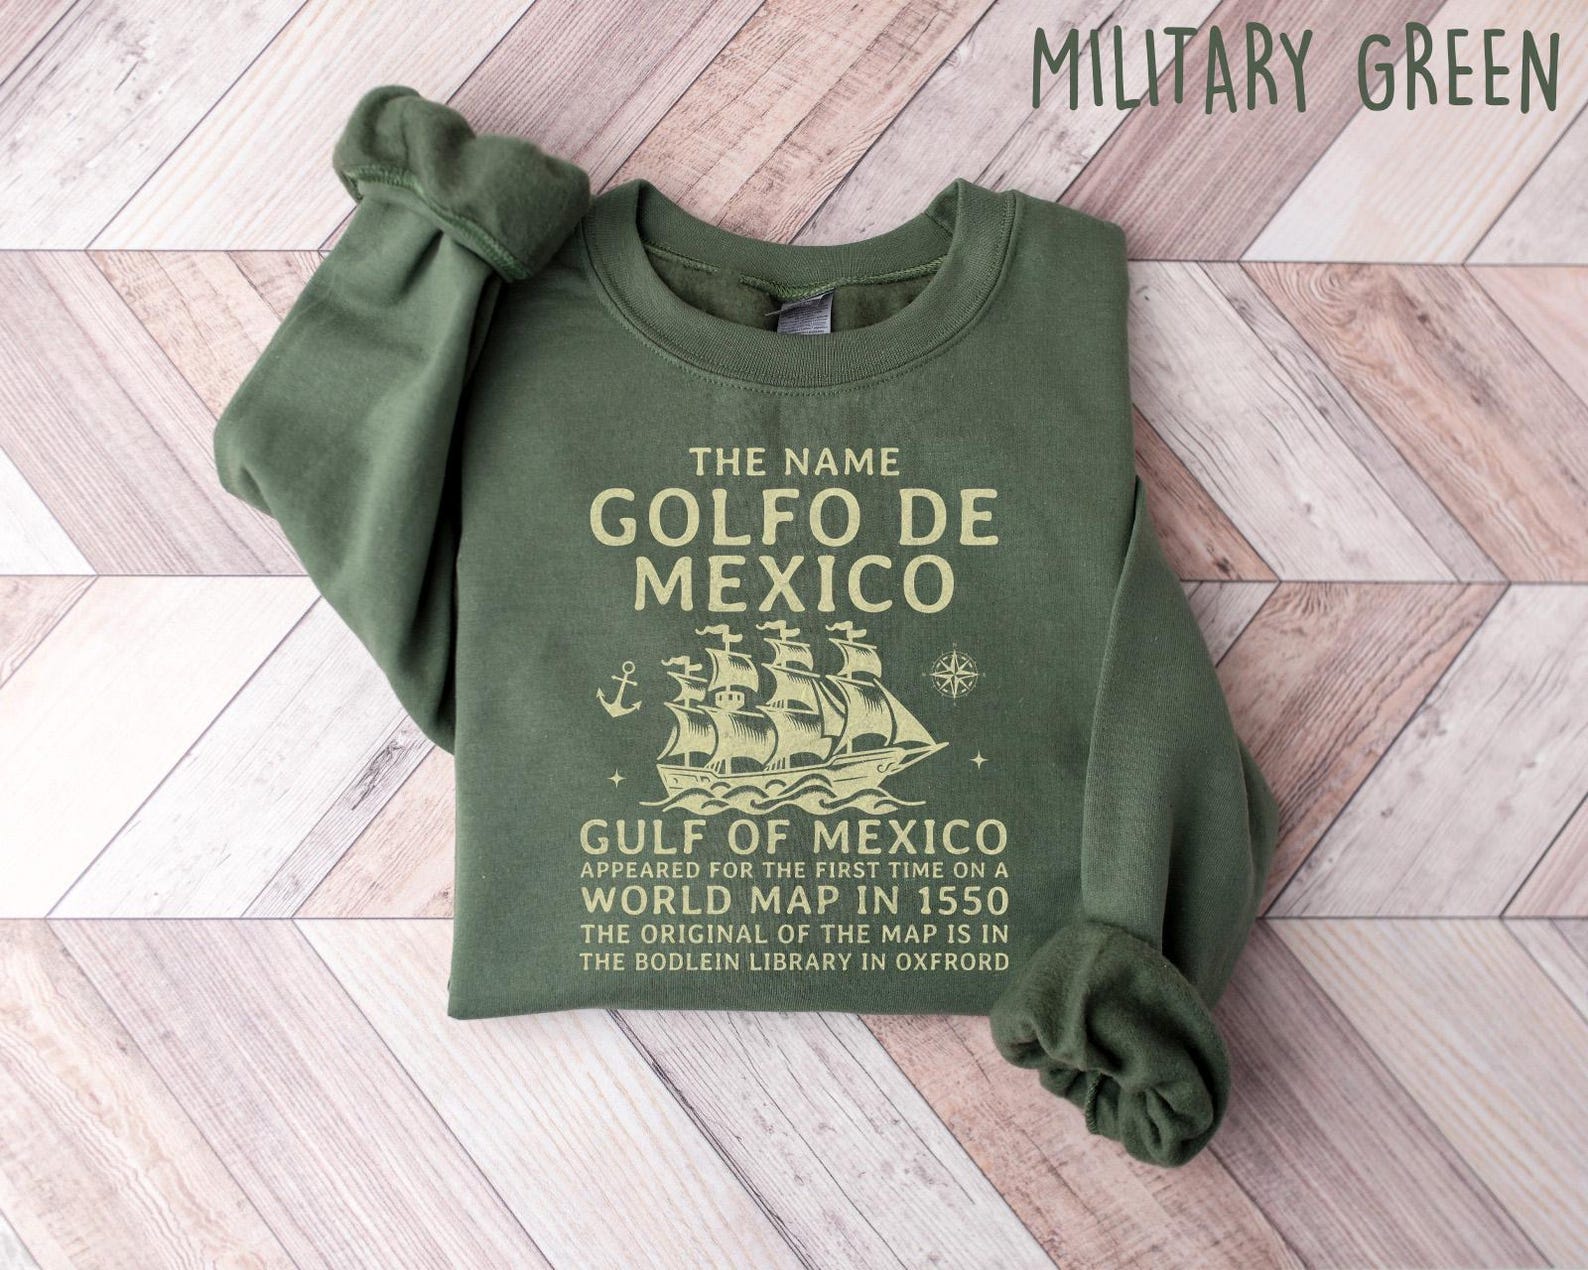 MILITARY GREEN
THE NAME
GOLFO DE
MEXICO
GULF OF MEXICO
APPEARED FOR THE FIRST TIME ON A
WORLD MAP IN 1550
THE ORIGINAL OF THE MAP IS IN
THE BODLEIN LIBRARY IN OXFRORD